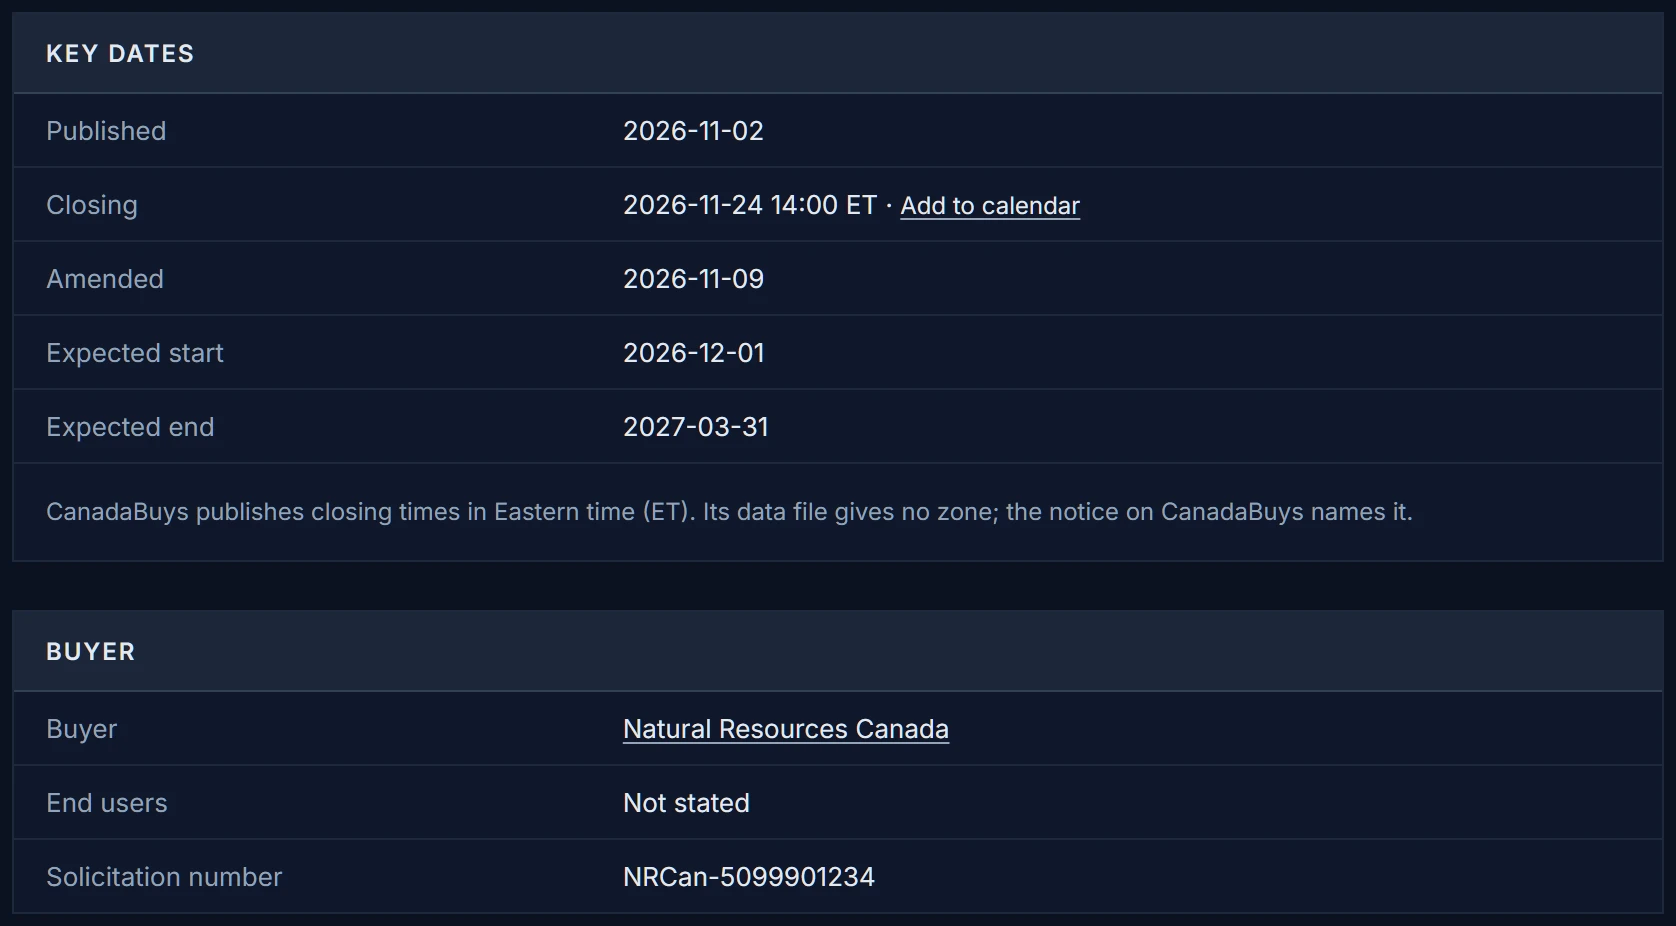 KEY DATES
Published 2026-11-02
Closing 2026-11-24 14:00 ET · Add to calendar
Amended 2026-11-09
Expected start 2026-12-01
Expected end 2027-03-31
CanadaBuys publishes closing times in Eastern time (ET). Its data file gives no zone; the notice on CanadaBuys names it.
BUYER
Buyer Natural Resources Canada
End users Not stated
Solicitation number NRCan-5099901234